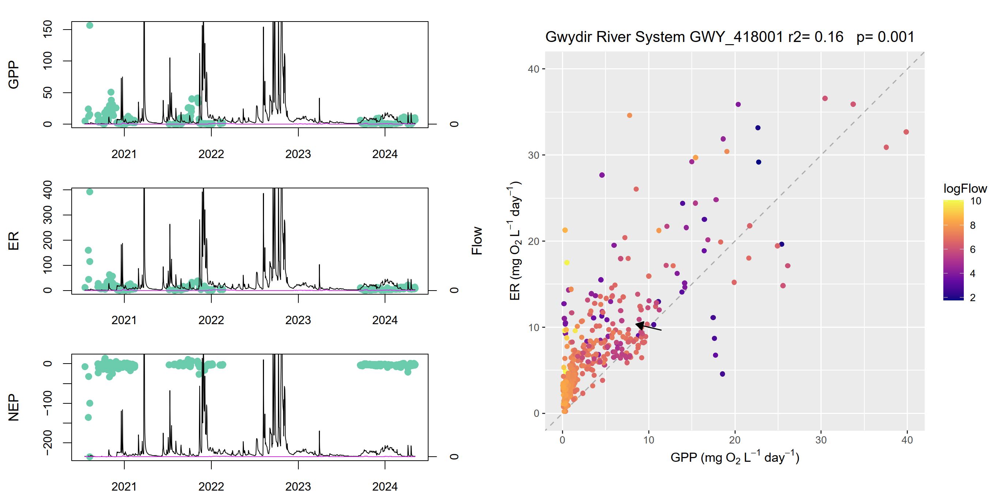 GPP
150
100
50
0
0
2021 2022 2023 2024
ER
400
300
200
100
0
0
2021 2022 2023 2024
NEP
0
−100
−200
0
2021 2022 2023 2024
Flow
Gwydir River System GWY_418001 r2= 0.16 p= 0.001
ER (mg O₂ L⁻¹ day⁻¹)
40
30
20
10
0
0 10 20 30 40
GPP (mg O₂ L⁻¹ day⁻¹)
logFlow
10
8
6
4
2